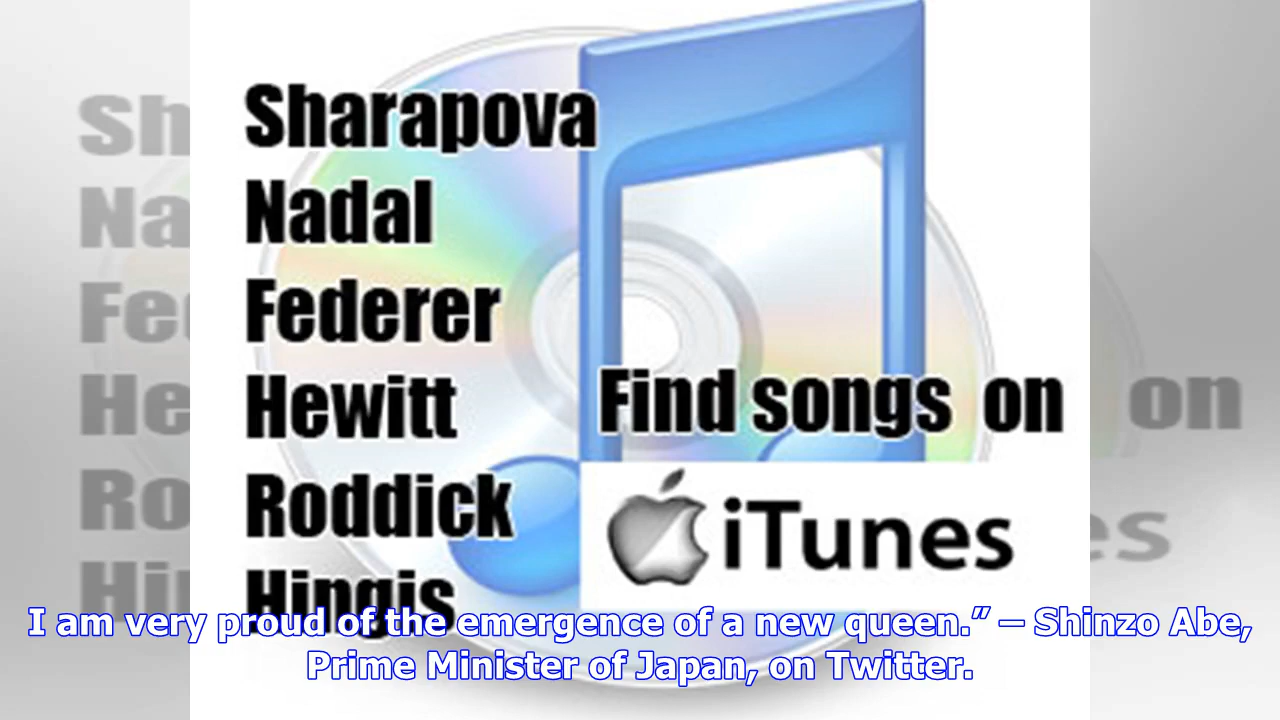 Sharapova
Nadal
Federer
Hewitt
Find songs on
Roddick
iTunes
Hingis
I am very proud of the emergence of a new queen.” – Shinzo Abe,
Prime Minister of Japan, on Twitter.